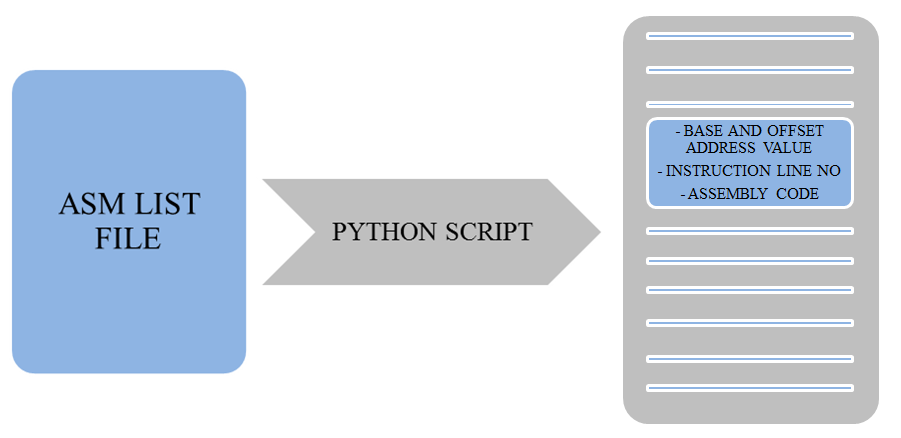 ASM LIST
FILE
PYTHON SCRIPT
- BASE AND OFFSET
ADDRESS VALUE
- INSTRUCTION LINE NO
- ASSEMBLY CODE